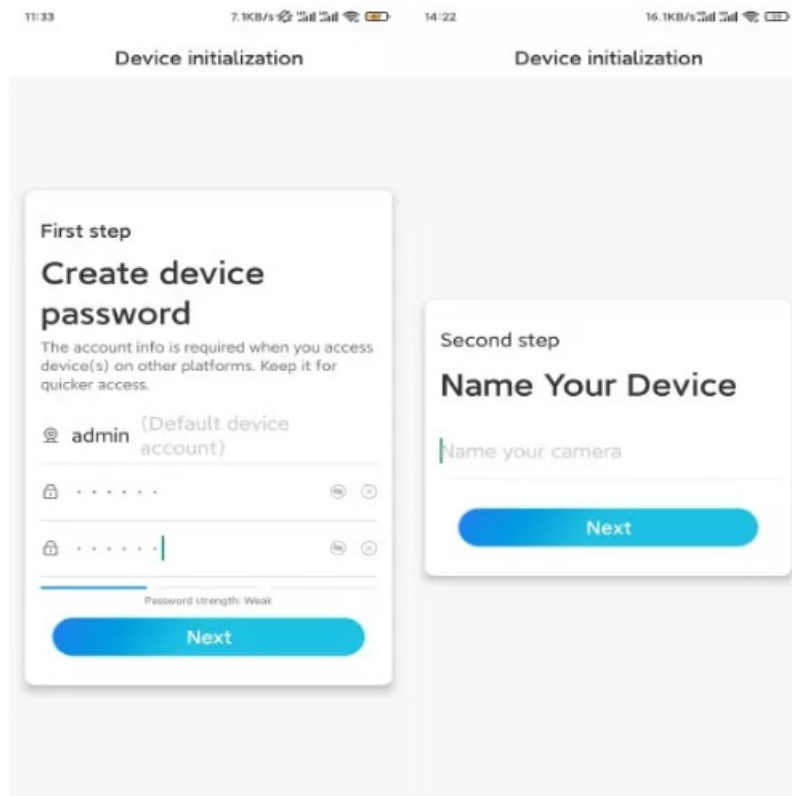 11:33
7.1KB/s
Device initialization
First step
Create device
password
The account info is required when you access
device(s) on other platforms. Keep it for
quicker access.
admin (Default device
account)
Password strength: Weak
Next
14:22
16.1KB/s
Device initialization
Second step
Name Your Device
Name your camera
Next